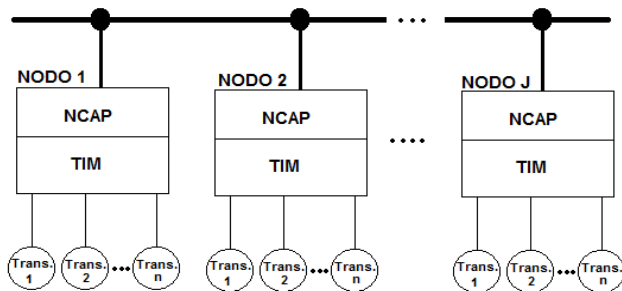 NODO 1
NODO 2
NODO J
NCAP
NCAP
NCAP
TIM
TIM
TIM
Trans. 1
Trans. 2
Trans. n
Trans. 1
Trans. 2
Trans. n
Trans. 1
Trans. 2
Trans. n